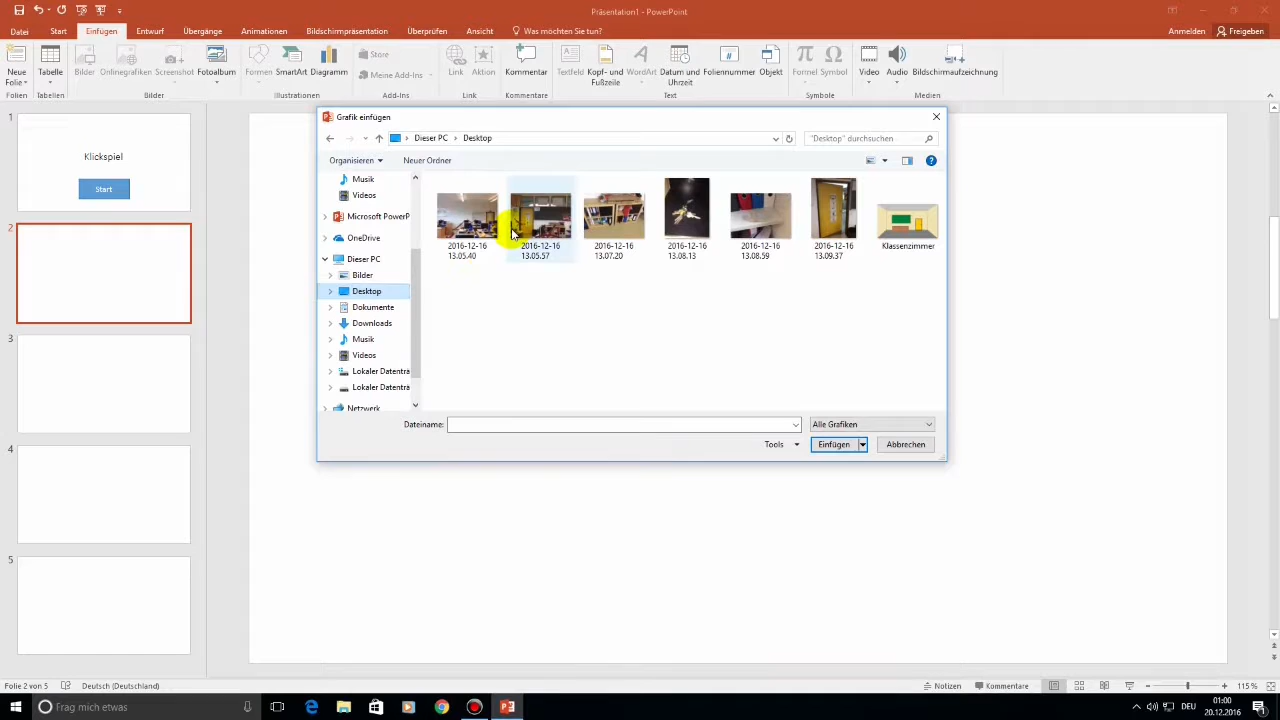 Präsentation1 - PowerPoint
Datei Start Einfügen Entwurf Übergänge Animationen Bildschirmpräsentation Überprüfen Ansicht Was möchten Sie tun? Anmelden Freigeben
Neue Folien
Tabelle
Bilder
Onlinegrafiken
Screenshot
Fotoalbum
Formen
SmartArt
Diagramm
Store
Meine Add-Ins
Link
Aktion
Kommentar
Textfeld
Kopf- und Fußzeile
WordArt
Datum und Uhrzeit
Foliennummer
Objekt
Formel
Symbol
Video
Audio
Bildschirmaufzeichnung
Folien Tabellen Bilder Illustrationen Add-Ins Link Kommentare Text Symbole Medien
Grafik einfügen
Dieser PC > Desktop
"Desktop" durchsuchen
Organisieren
Neuer Ordner
Musik
Videos
Microsoft PowerP
OneDrive
Dieser PC
Bilder
Desktop
Dokumente
Downloads
Musik
Videos
Lokaler Datenträ
Lokaler Datenträ
Netzwerk
2016-12-16
13.05.40
2016-12-16
13.05.57
2016-12-16
13.07.20
2016-12-16
13.08.13
2016-12-16
13.08.59
2016-12-16
13.09.37
Klassenzimmer
Dateiname:
Alle Grafiken
Tools
Einfügen
Abbrechen
1
Klickspiel
Start
2
3
4
5
Folie 2 von 5
Deutsch (Deutschland)
Notizen
Kommentare
115 %
Frag mich etwas
DEU
01:00
20.12.2016